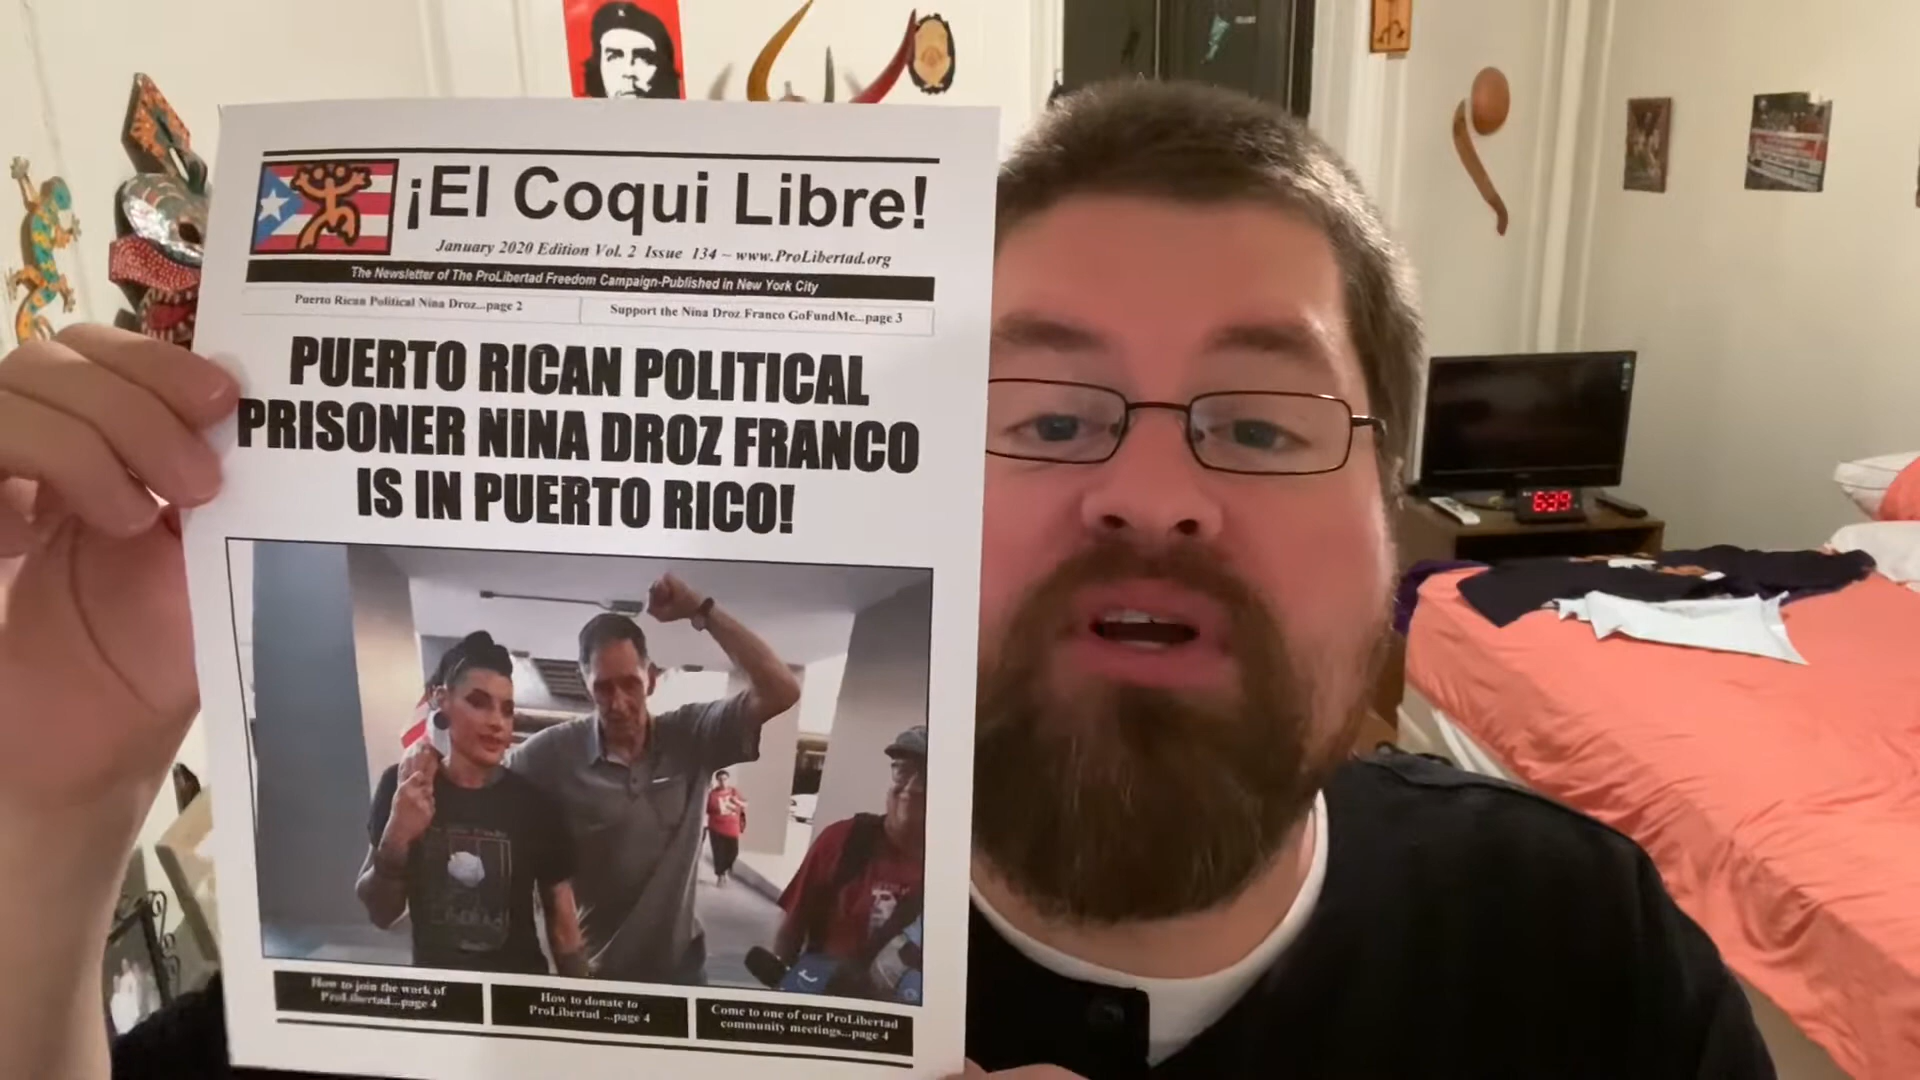 ¡El Coqui Libre!
January 2020 Edition Vol. 2 Issue 134 ~ www.ProLibertad.org
The Newsletter of The ProLibertad Freedom Campaign-Published in New York City
Puerto Rican Political Nina Droz...page 2
Support the Nina Droz Franco GoFundMe...page 3
PUERTO RICAN POLITICAL
PRISONER NINA DROZ FRANCO
IS IN PUERTO RICO!
How to join the work of
ProLibertad...page 4
How to donate to
ProLibertad ...page 4
Come to one of our ProLibertad
community meetings...page 4
6:39